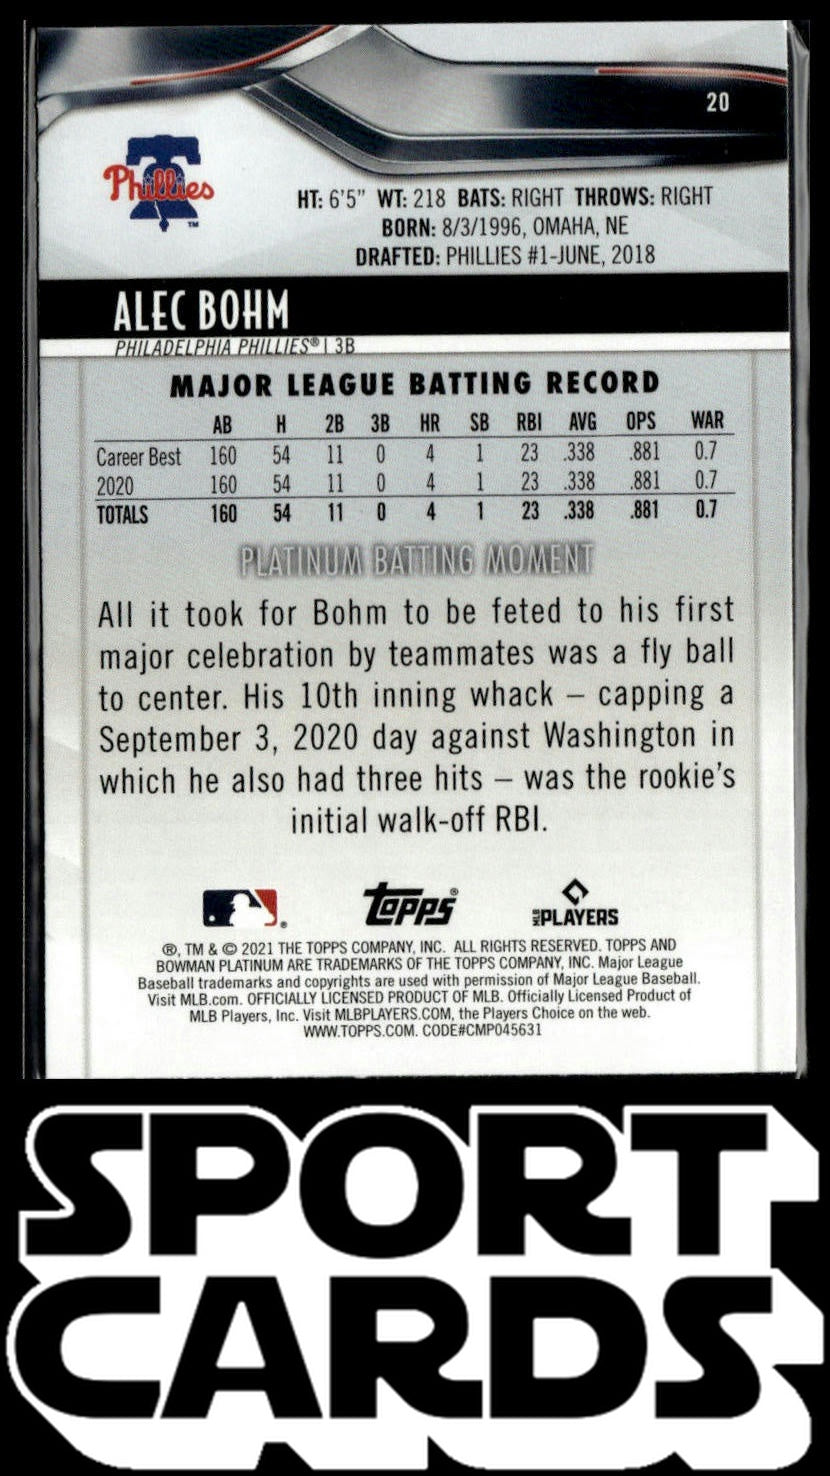 20
Phillies
TM
HT: 6'5" WT: 218 BATS: RIGHT THROWS: RIGHT
BORN: 8/3/1996, OMAHA, NE
DRAFTED: PHILLIES #1-JUNE, 2018
ALEC BOHM
PHILADELPHIA PHILLIES® | 3B
MAJOR LEAGUE BATTING RECORD
AB H 2B 3B HR SB RBI AVG OPS WAR
Career Best 160 54 11 0 4 1 23 .338 .881 0.7
2020 160 54 11 0 4 1 23 .338 .881 0.7
TOTALS 160 54 11 0 4 1 23 .338 .881 0.7
PLATINUM BATTING MOMENT
All it took for Bohm to be feted to his first
major celebration by teammates was a fly ball
to center. His 10th inning whack – capping a
September 3, 2020 day against Washington in
which he also had three hits – was the rookie's
initial walk-off RBI.
® Topps® MLB PLAYERS
®, TM & © 2021 THE TOPPS COMPANY, INC. ALL RIGHTS RESERVED. TOPPS AND
BOWMAN PLATINUM ARE TRADEMARKS OF THE TOPPS COMPANY, INC. Major League
Baseball trademarks and copyrights are used with permission of Major League Baseball.
Visit MLB.com. OFFICIALLY LICENSED PRODUCT OF MLB. Officially Licensed Product of
MLB Players, Inc. Visit MLBPLAYERS.COM, the Players Choice on the web.
WWW.TOPPS.COM. CODE#CMP045631
SPORT
CARDS